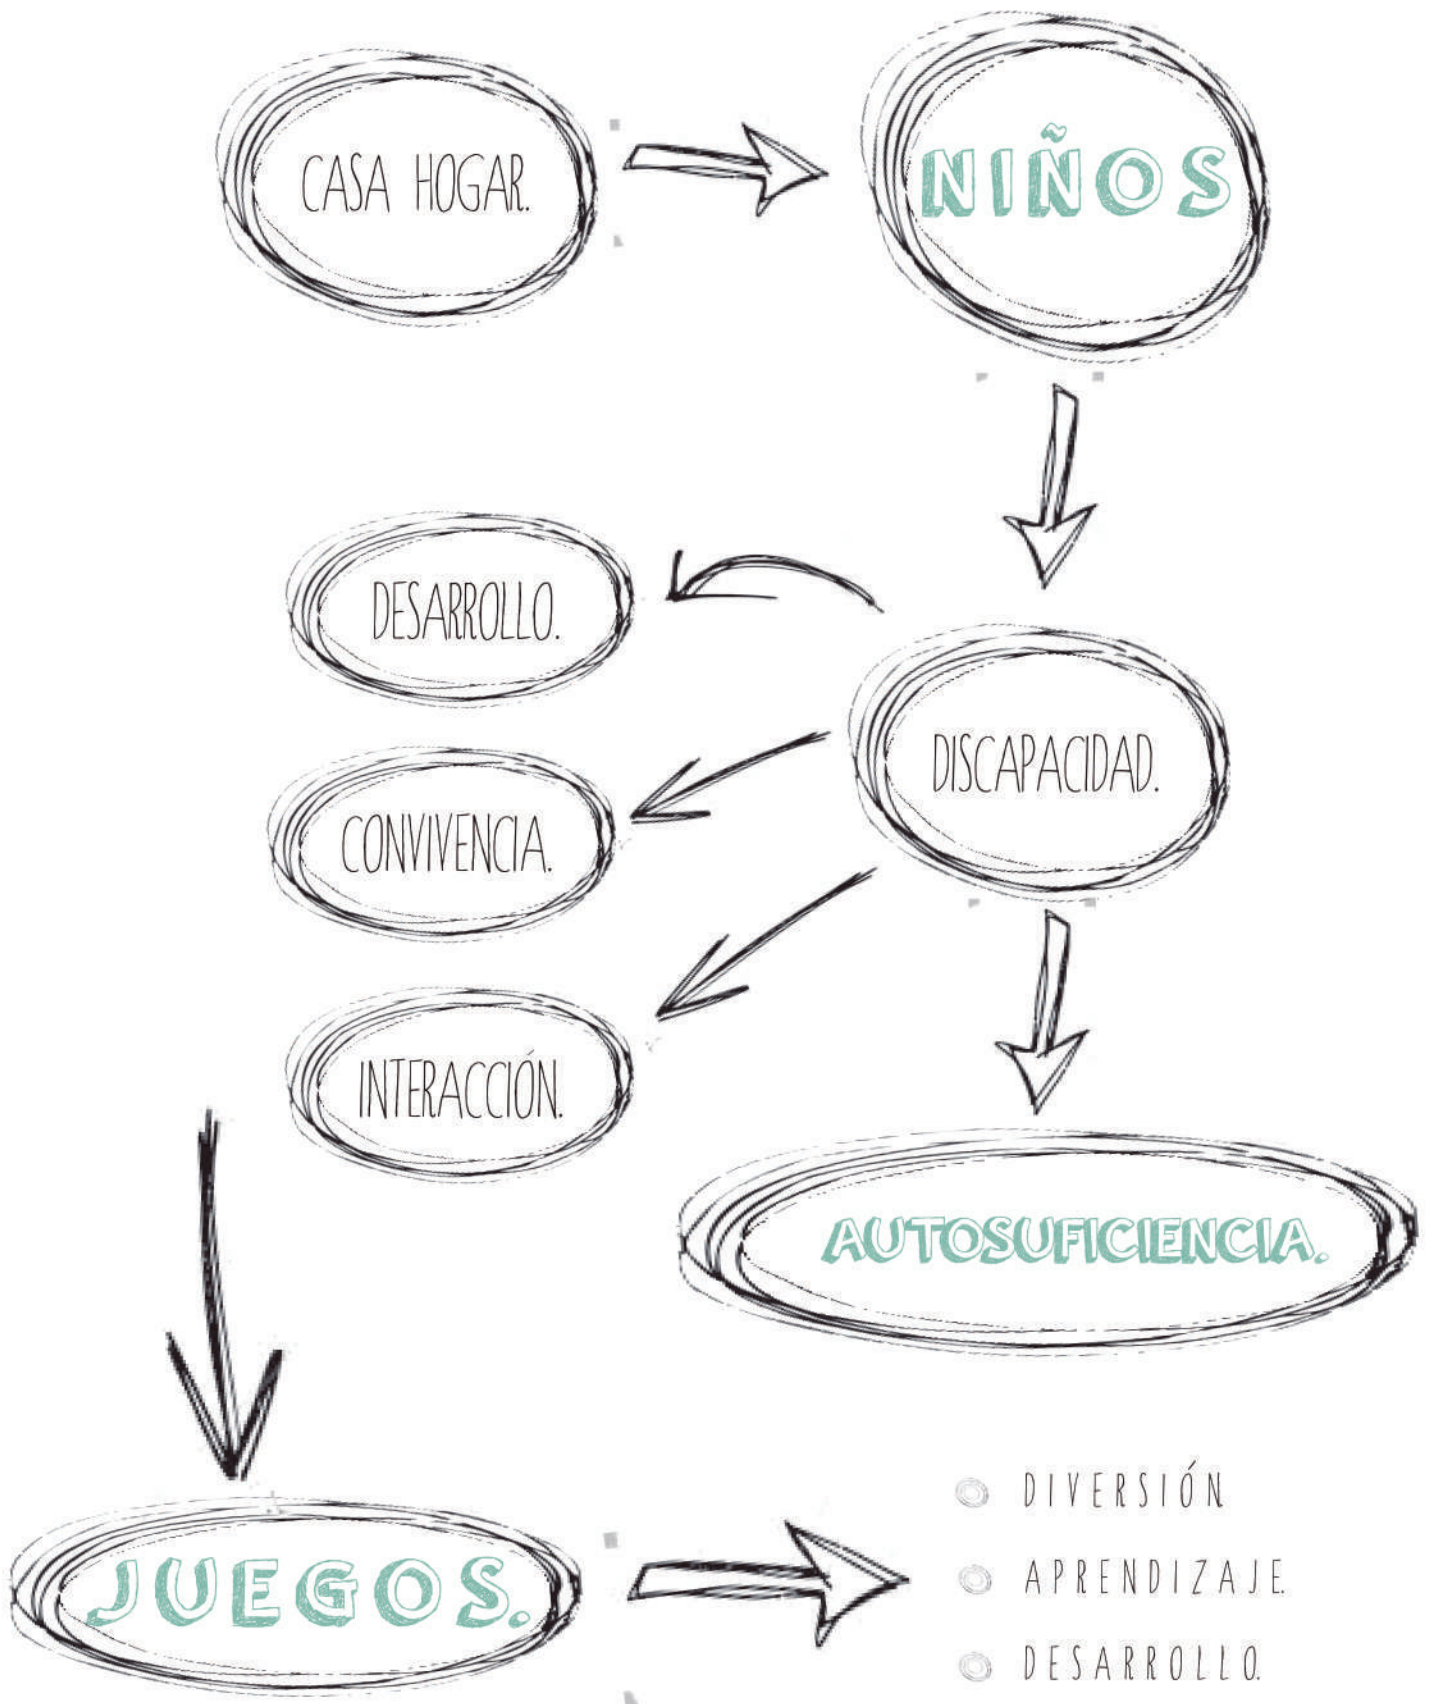 CASA HOGAR.
NIÑOS
DESARROLLO.
DISCAPACIDAD.
CONVIVENCIA.
INTERACCIÓN.
AUTOSUFICIENCIA.
JUEGOS.
DIVERSIÓN
APRENDIZAJE.
DESARROLLO.